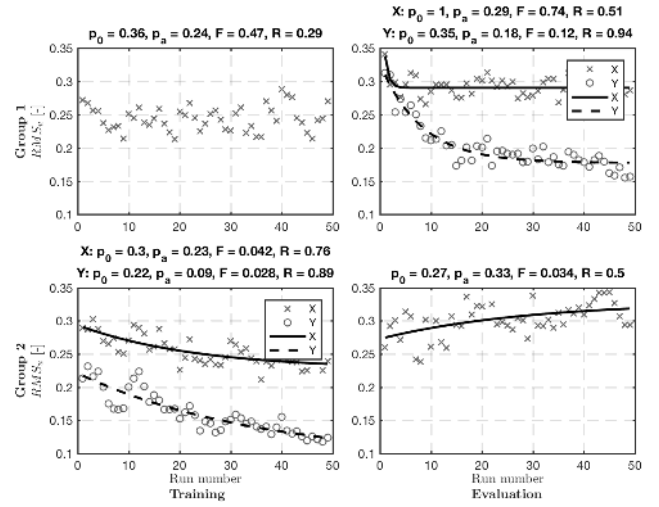 p0 = 0.36, pa = 0.24, F = 0.47, R = 0.29
X: p0 = 1, pa = 0.29, F = 0.74, R = 0.51
Y: p0 = 0.35, pa = 0.18, F = 0.12, R = 0.94
Group 1
RMSe [-]
0.35
0.3
0.25
0.2
0.15
0.1
0 10 20 30 40 50
0.35
0.3
0.25
0.2
0.15
0.1
0 10 20 30 40 50
X
Y
X
Y
X: p0 = 0.3, pa = 0.23, F = 0.042, R = 0.76
Y: p0 = 0.22, pa = 0.09, F = 0.028, R = 0.89
p0 = 0.27, pa = 0.33, F = 0.034, R = 0.5
Group 2
RMSe [-]
0.35
0.3
0.25
0.2
0.15
0.1
0 10 20 30 40 50
X
Y
X
Y
Run number
Training
0.35
0.3
0.25
0.2
0.15
0.1
0 10 20 30 40 50
Run number
Evaluation